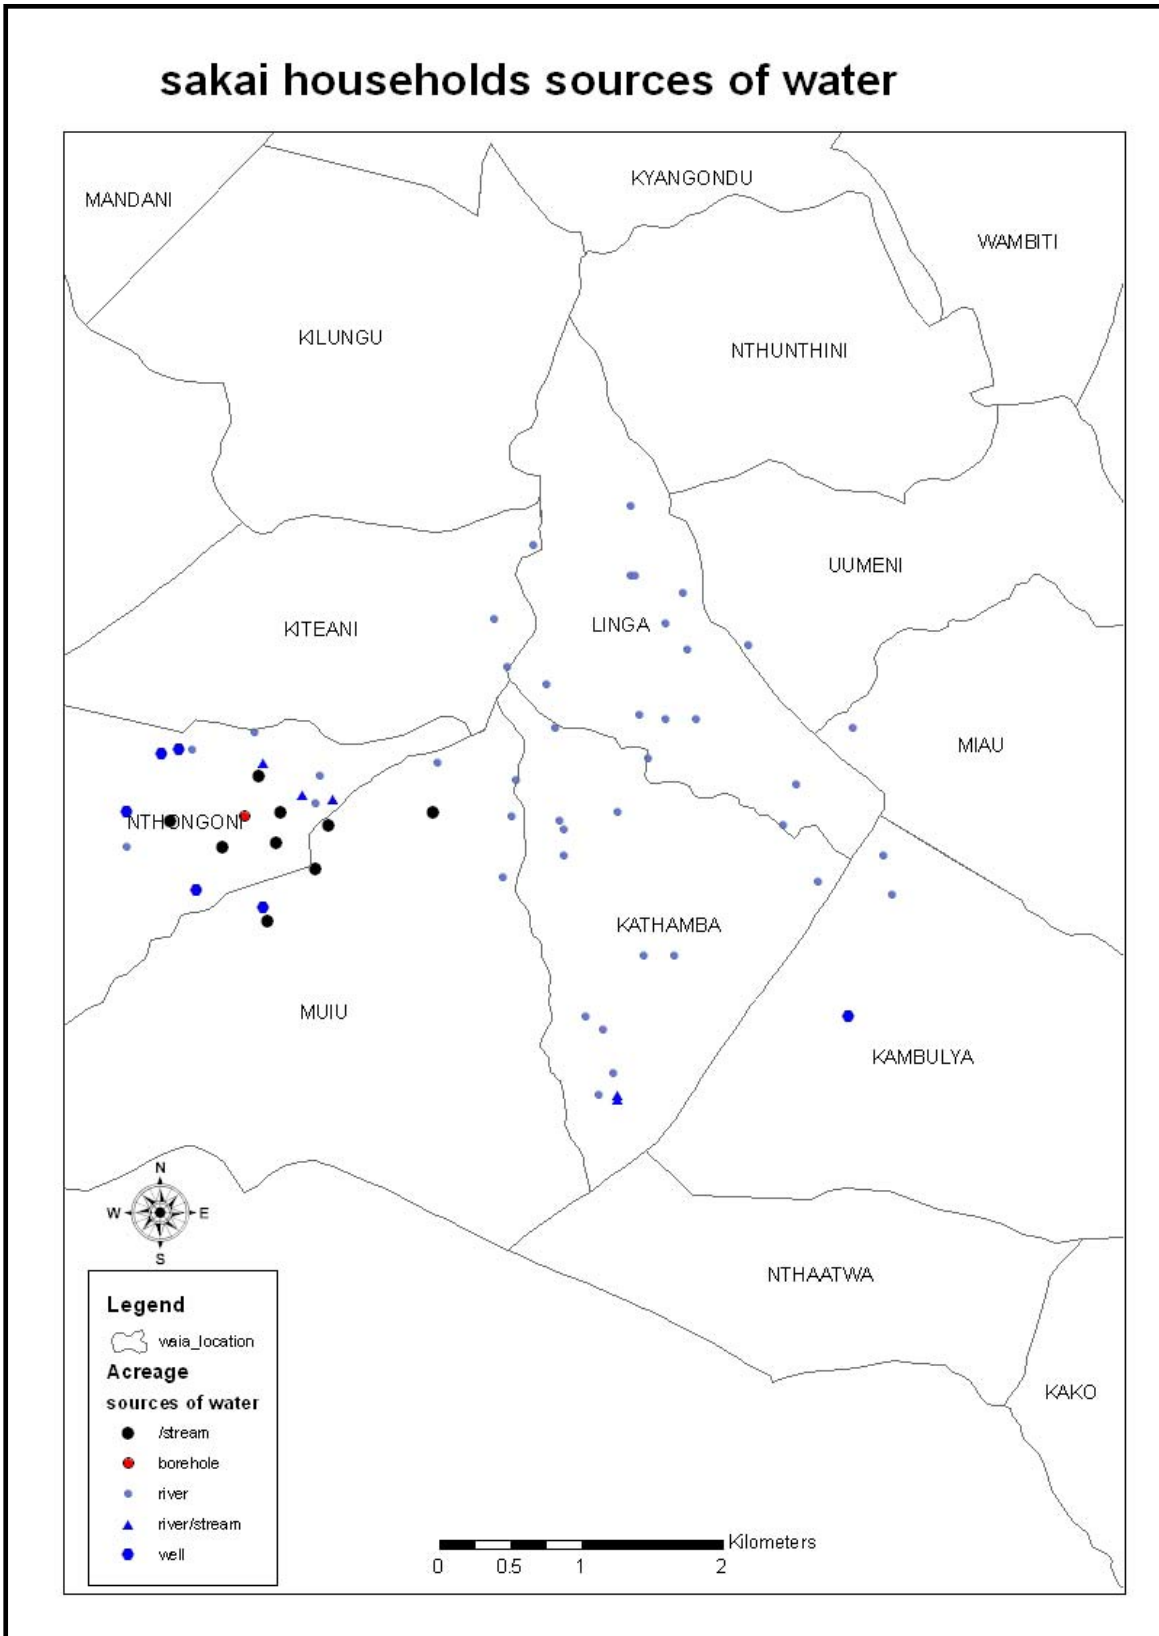 sakai households sources of water
KYANGONDU
MANDANI
WAMBITI
KILUNGU
NTHUNTHINI
UUMENI
LINGA
KITEANI
MIAU
NTHONGONI
KATHAMBA
MUIU
KAMBULYA
N
W E
S
NTHAATWA
Legend
waia_location
Acreage
sources of water
/stream
borehole
river
river/stream
well
KAKO
Kilometers
0 0.5 1 2